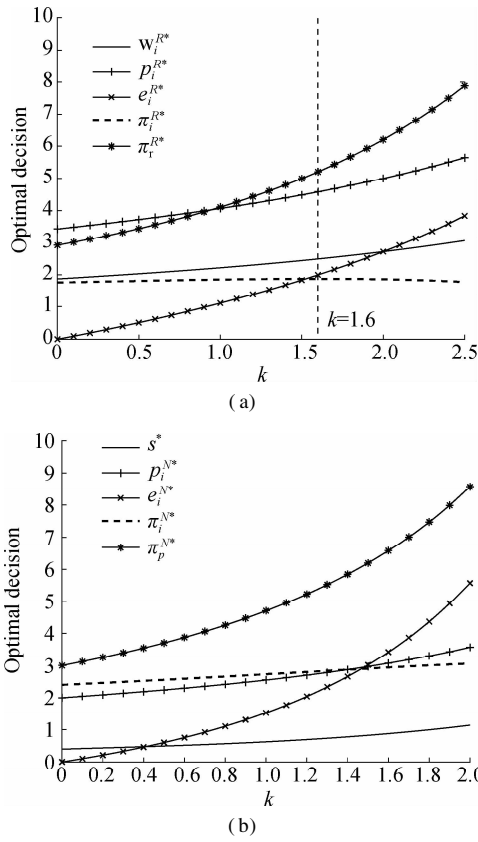 10
9
8
7
6
5
4
3
2
1
0
Optimal decision
w_i^{R*}
p_i^{R*}
e_i^{R*}
π_i^{R*}
π_r^{R*}
k=1.6
0 0.5 1.0 1.5 2.0 2.5
k
(a)
10
9
8
7
6
5
4
3
2
1
0
Optimal decision
s^*
p_i^{N*}
e_i^{N*}
π_i^{N*}
π_p^{N*}
0 0.2 0.4 0.6 0.8 1.0 1.2 1.4 1.6 1.8 2.0
k
(b)